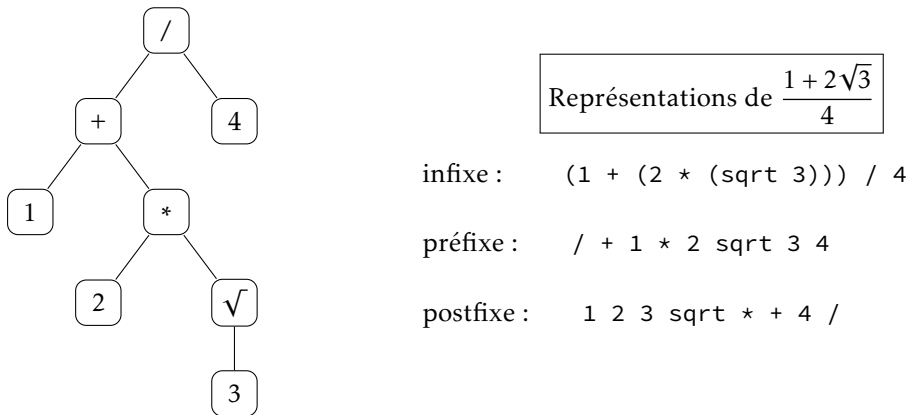 /
+
4
1
*
2
√
3
Représentations de (1 + 2√3)/4
infixe : (1 + (2 * (sqrt 3))) / 4
préfixe : / + 1 * 2 sqrt 3 4
postfixe : 1 2 3 sqrt * + 4 /